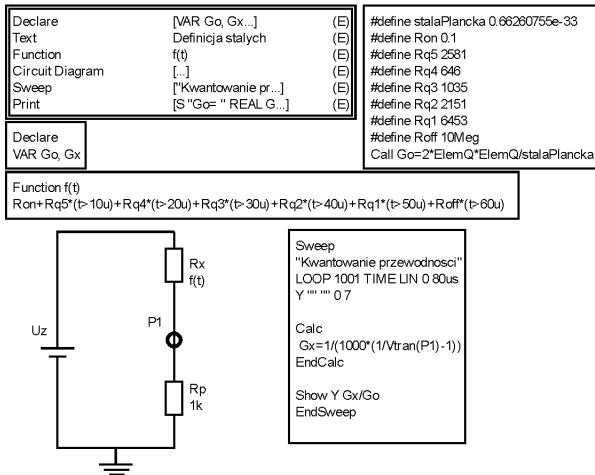 Declare [VAR Go, Gx...] (E)
Text Definicja stalych (E)
Function f(t) (E)
Circuit Diagram [...] (E)
Sweep ["Kwantowanie pr...] (E)
Print [S "Go= " REAL G...] (E)
#define stalaPlancka 0.66260755e-33
#define Ron 0.1
#define Rq5 2581
#define Rq4 646
#define Rq3 1035
#define Rq2 2151
#define Rq1 6453
#define Roff 10Meg
Call Go=2*ElemQ*ElemQ/stalaPlancka
Declare
VAR Go, Gx
Function f(t)
Ron+Rq5*(t>10u)+Rq4*(t>20u)+Rq3*(t>30u)+Rq2*(t>40u)+Rq1*(t>50u)+Roff*(t>60u)
Uz
Rx
f(t)
P1
Rp
1k
Sweep
"Kwantowanie przewodnosci"
LOOP 1001 TIME LIN 0 80us
Y "" "" 0 7
Calc
Gx=1/(1000*(1/Vtran(P1)-1))
EndCalc
Show Y Gx/Go
EndSweep